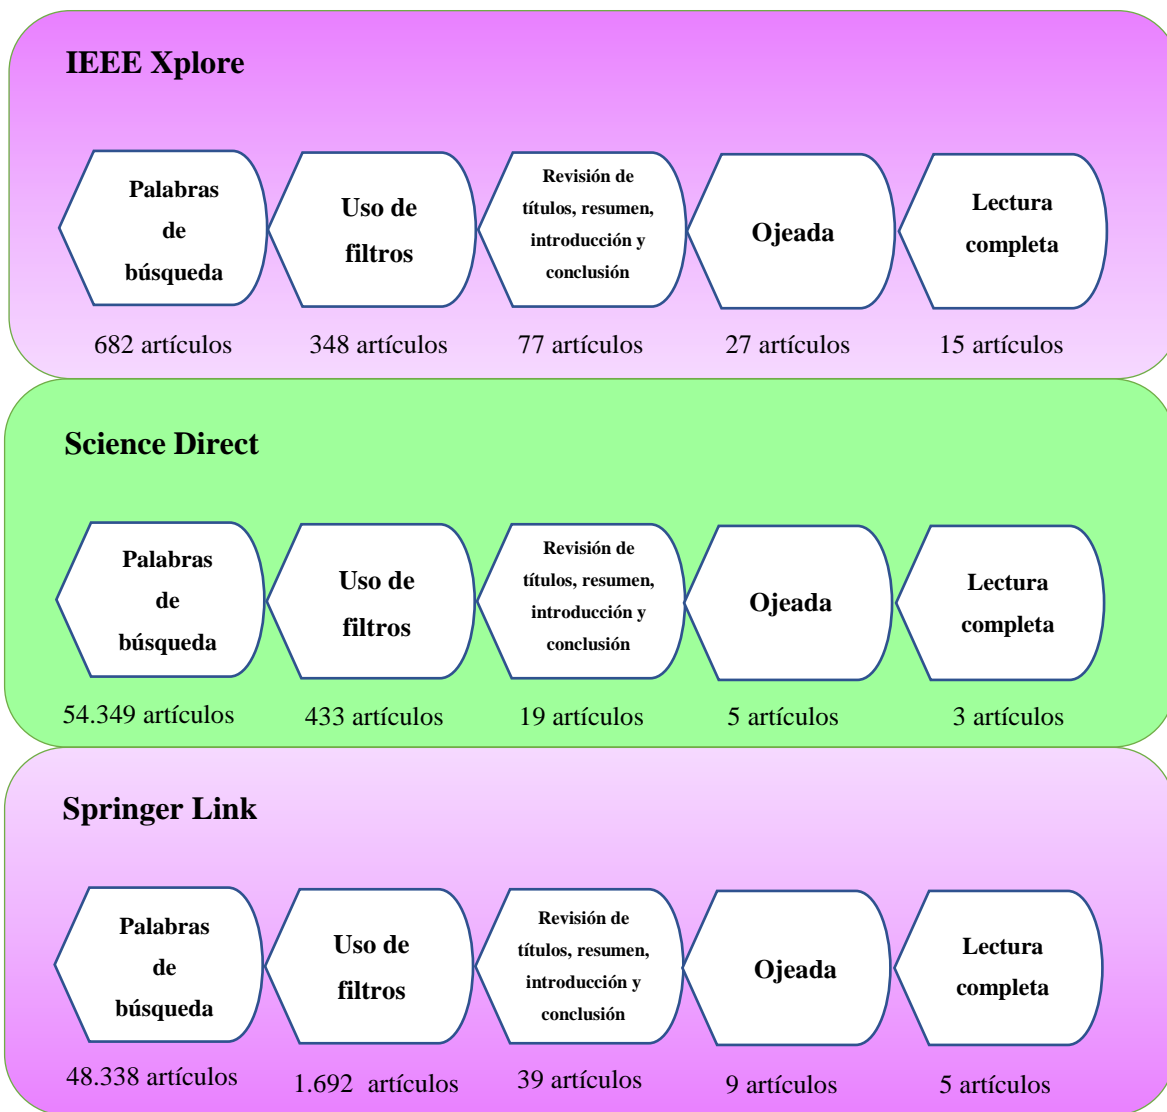 IEEE Xplore
Palabras
de
búsqueda
Uso de
filtros
Revisión de
títulos, resumen,
introducción y
conclusión
Ojeada
Lectura
completa
682 artículos
348 artículos
77 artículos
27 artículos
15 artículos
Science Direct
Palabras
de
búsqueda
Uso de
filtros
Revisión de
títulos, resumen,
introducción y
conclusión
Ojeada
Lectura
completa
54.349 artículos
433 artículos
19 artículos
5 artículos
3 artículos
Springer Link
Palabras
de
búsqueda
Uso de
filtros
Revisión de
títulos, resumen,
introducción y
conclusión
Ojeada
Lectura
completa
48.338 artículos
1.692 artículos
39 artículos
9 artículos
5 artículos